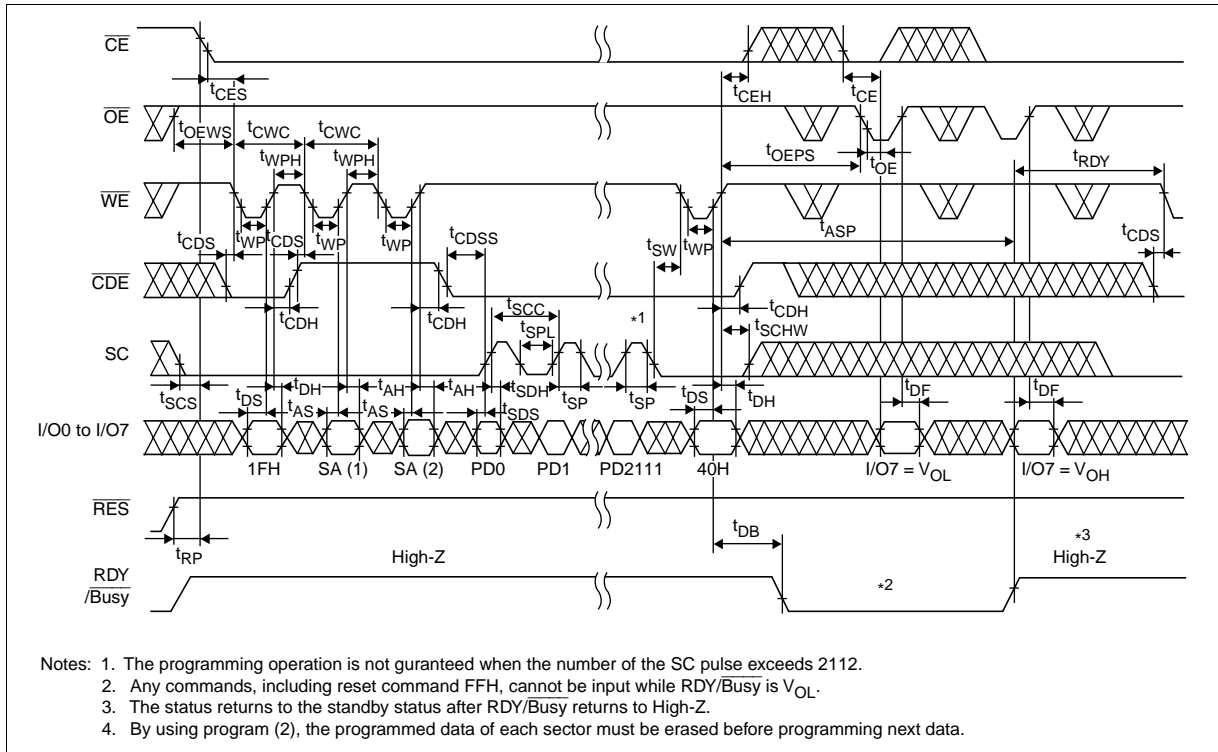 CE
tCES tCEH tCE
OE
tOEWS tCWC tCWC
tWPH tWPH tOEPS tOE tRDY
WE
tCDS tWP tCDS tWP tWP tCDSS tSW tWP tASP tCDS
CDE
tCDH tCDH tSCC *1 tCDH
tSPL tSCHW
SC
tSCS tDS tDH tAS tAH tAS tAH tSDH tSDS tSP tSP tDS tDH tDF tDF
I/O0 to I/O7
1FH SA (1) SA (2) PD0 PD1 PD2111 40H I/O7 = VOL I/O7 = VOH
RES
tRP tDB
High-Z *3
RDY High-Z
/Busy *2
Notes: 1. The programming operation is not guranteed when the number of the SC pulse exceeds 2112.
2. Any commands, including reset command FFH, cannot be input while RDY/Busy is VOL.
3. The status returns to the standby status after RDY/Busy returns to High-Z.
4. By using program (2), the programmed data of each sector must be erased before programming next data.